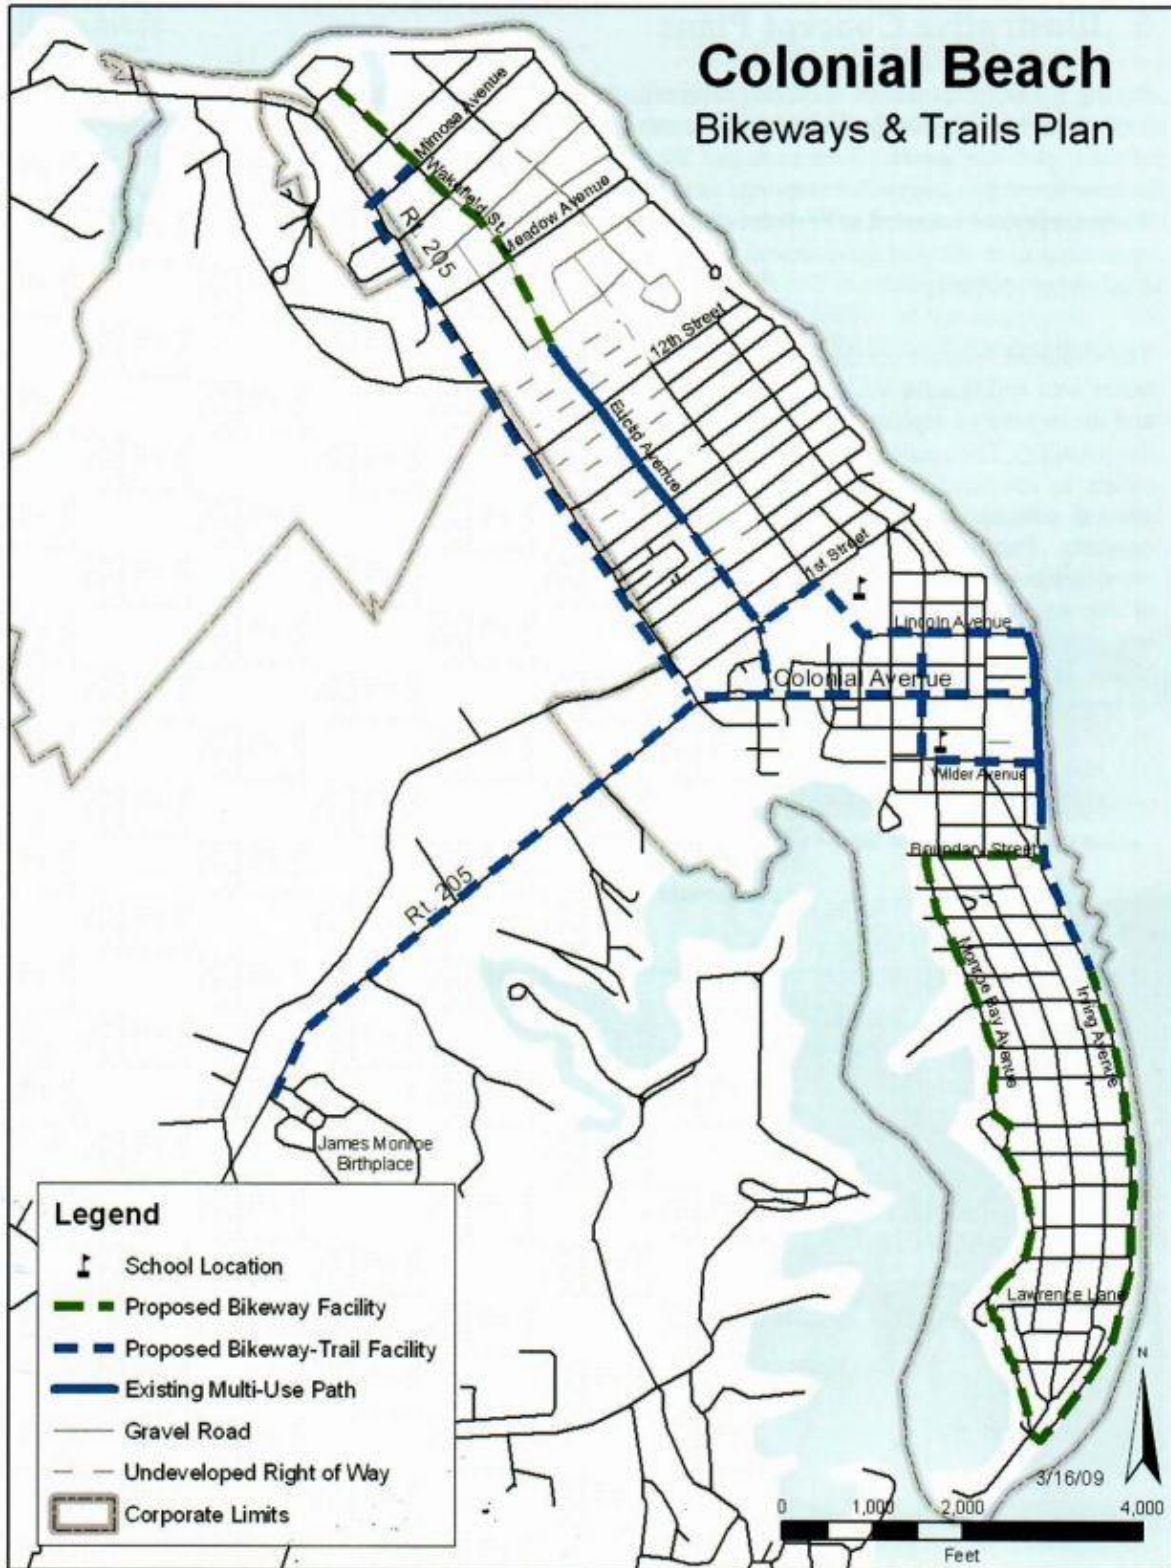 Colonial Beach
Bikeways & Trails Plan
Mimosa Avenue
Wakefield St.
Meadow Avenue
Rt. 205
12th Street
Euclid Avenue
1st Street
Lincoln Avenue
Colonial Avenue
Wilder Avenue
Boundary Street
Rt. 205
Monroe Bay Avenue
Irving Avenue
James Monroe
Birthplace
Lawrence Lane
Legend
School Location
Proposed Bikeway Facility
Proposed Bikeway-Trail Facility
Existing Multi-Use Path
Gravel Road
Undeveloped Right of Way
Corporate Limits
N
3/16/09
0 1,000 2,000 4,000
Feet